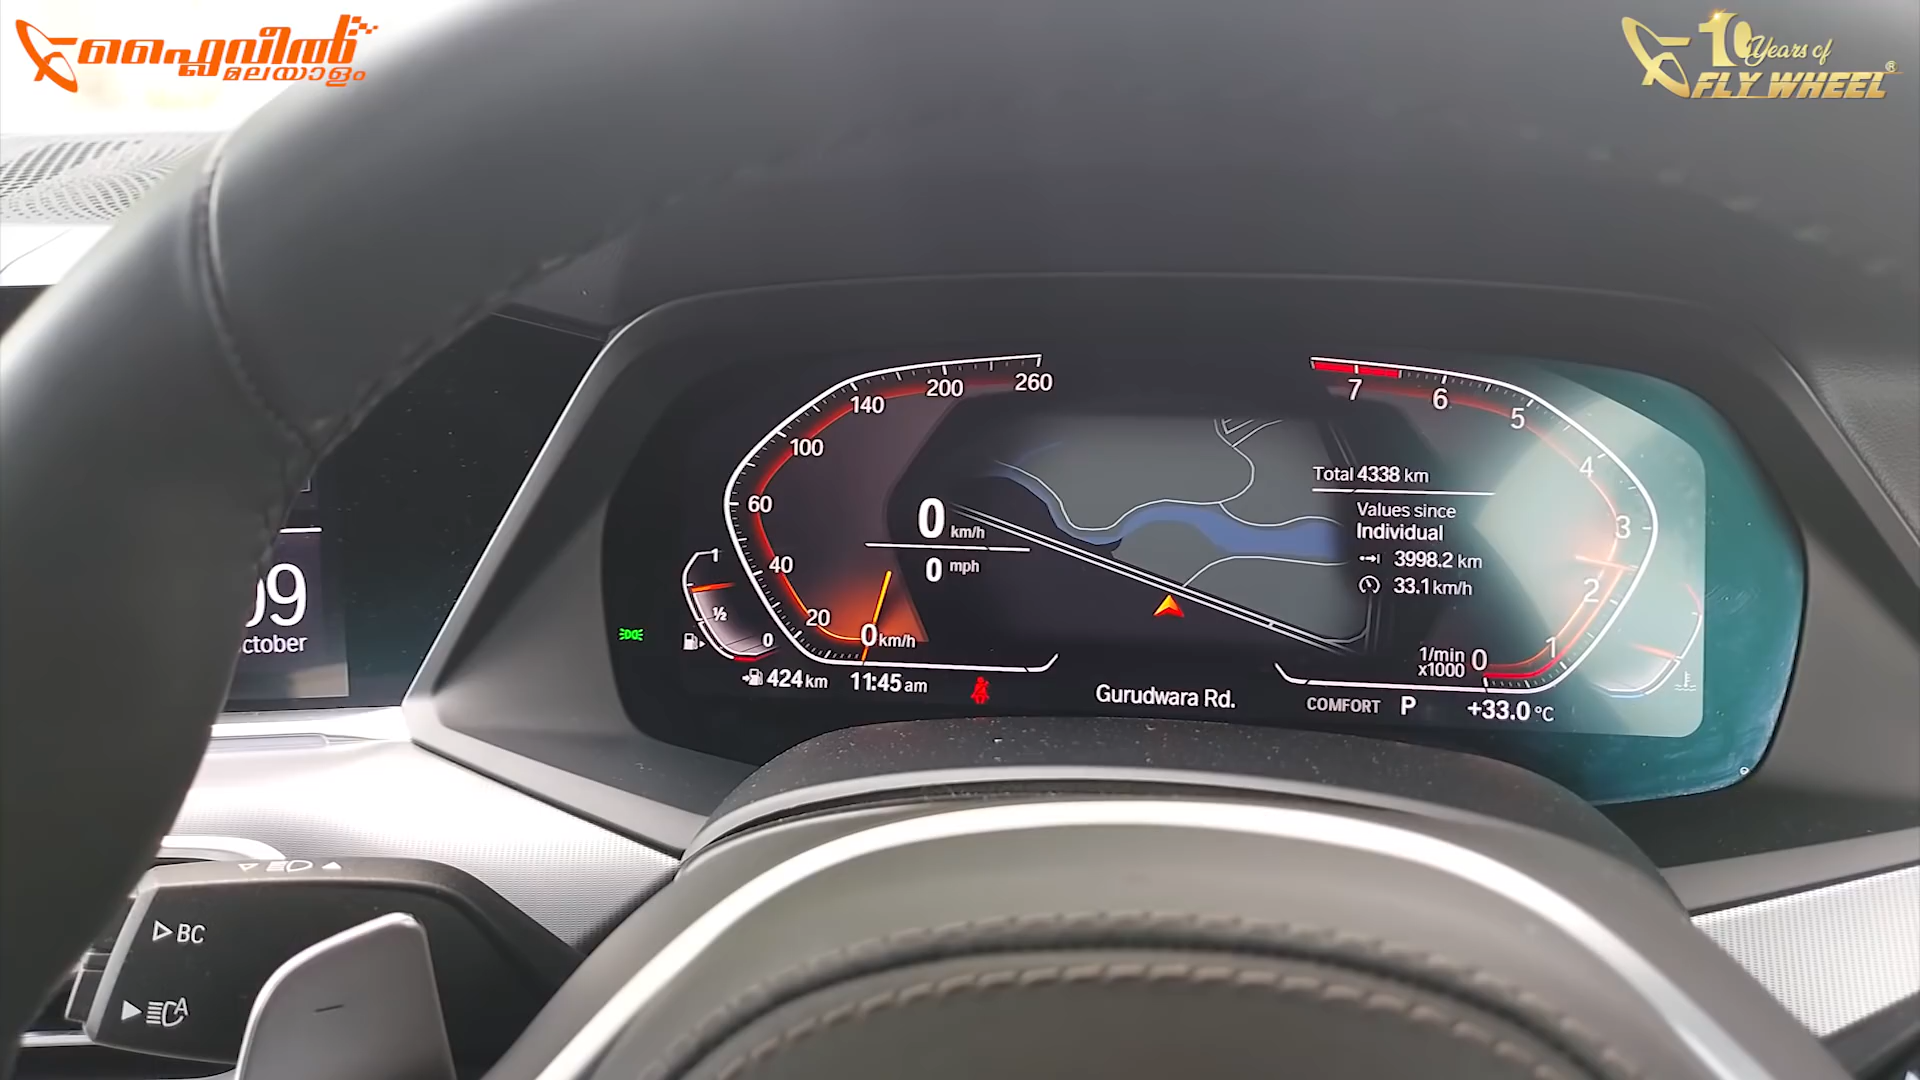 ഫ്ലൈവീൽ
മലയാളം
10 Years of
FLY WHEEL®
260
200
140
100
60
40
20
0 km/h
0 km/h
0 mph
1
½
0
424 km
11:45 am
Gurudwara Rd.
Total 4338 km
Values since
Individual
3998.2 km
33.1 km/h
7
6
5
4
3
2
1
0
1/min
x1000
COMFORT P +33.0 °C
09
ctober
BC
A